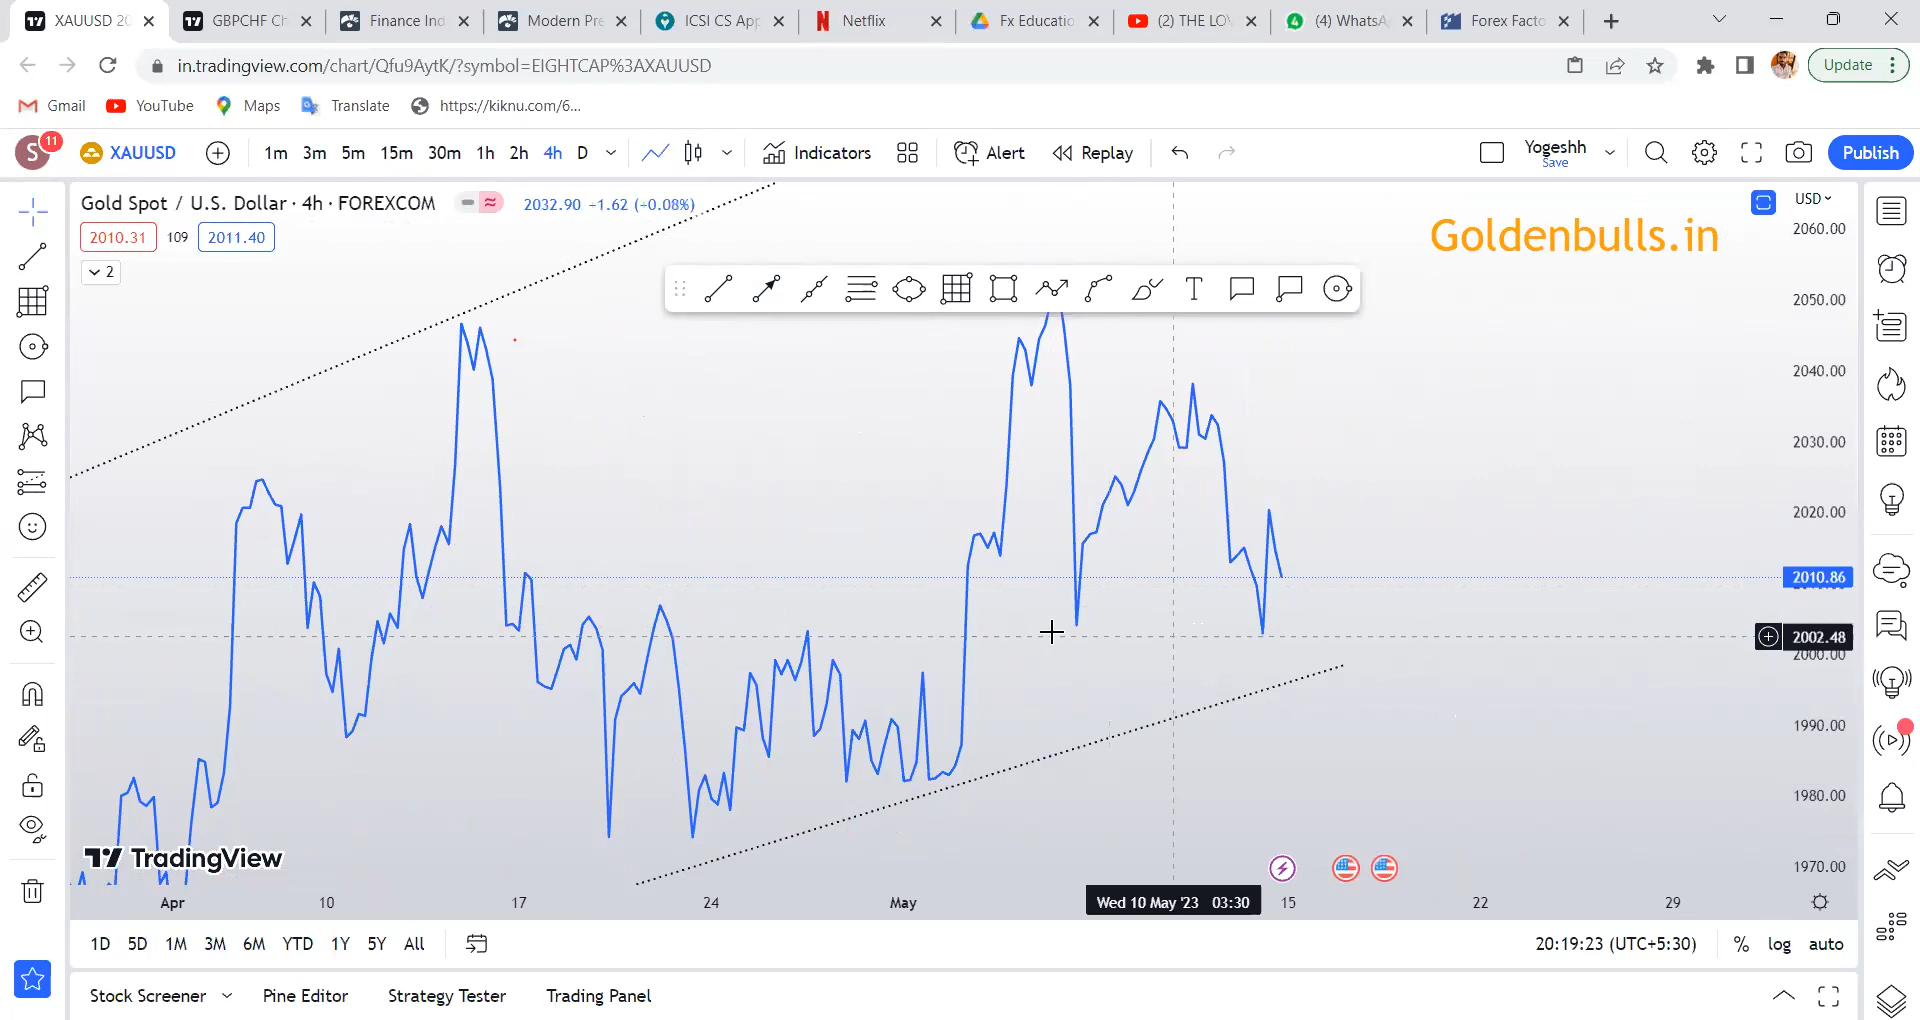 XAUUSD 20
GBPCHF Ch
Finance Ind
Modern Pre
ICSI CS App
Netflix
Fx Educatio
(2) THE LOV
(4) WhatsA
Forex Facto
in.tradingview.com/chart/Qfu9AytK/?symbol=EIGHTCAP%3AXAUUSD
Update
Gmail
YouTube
Maps
Translate
https://kiknu.com/6...
S
11
XAUUSD
1m 3m 5m 15m 30m 1h 2h 4h D
Indicators
Alert
Replay
Yogeshh
Save
Publish
Gold Spot / U.S. Dollar · 4h · FOREXCOM
2032.90 −1.62 (−0.08%)
USD
2010.31 109 2011.40
2
Goldenbulls.in
2060.00
2050.00
2040.00
2030.00
2020.00
2010.86
2002.48
2000.00
1990.00
1980.00
1970.00
TradingView
Apr 10 17 24 May Wed 10 May '23 03:30 15 22 29
1D 5D 1M 3M 6M YTD 1Y 5Y All
20:19:23 (UTC+5:30)
% log auto
Stock Screener
Pine Editor
Strategy Tester
Trading Panel